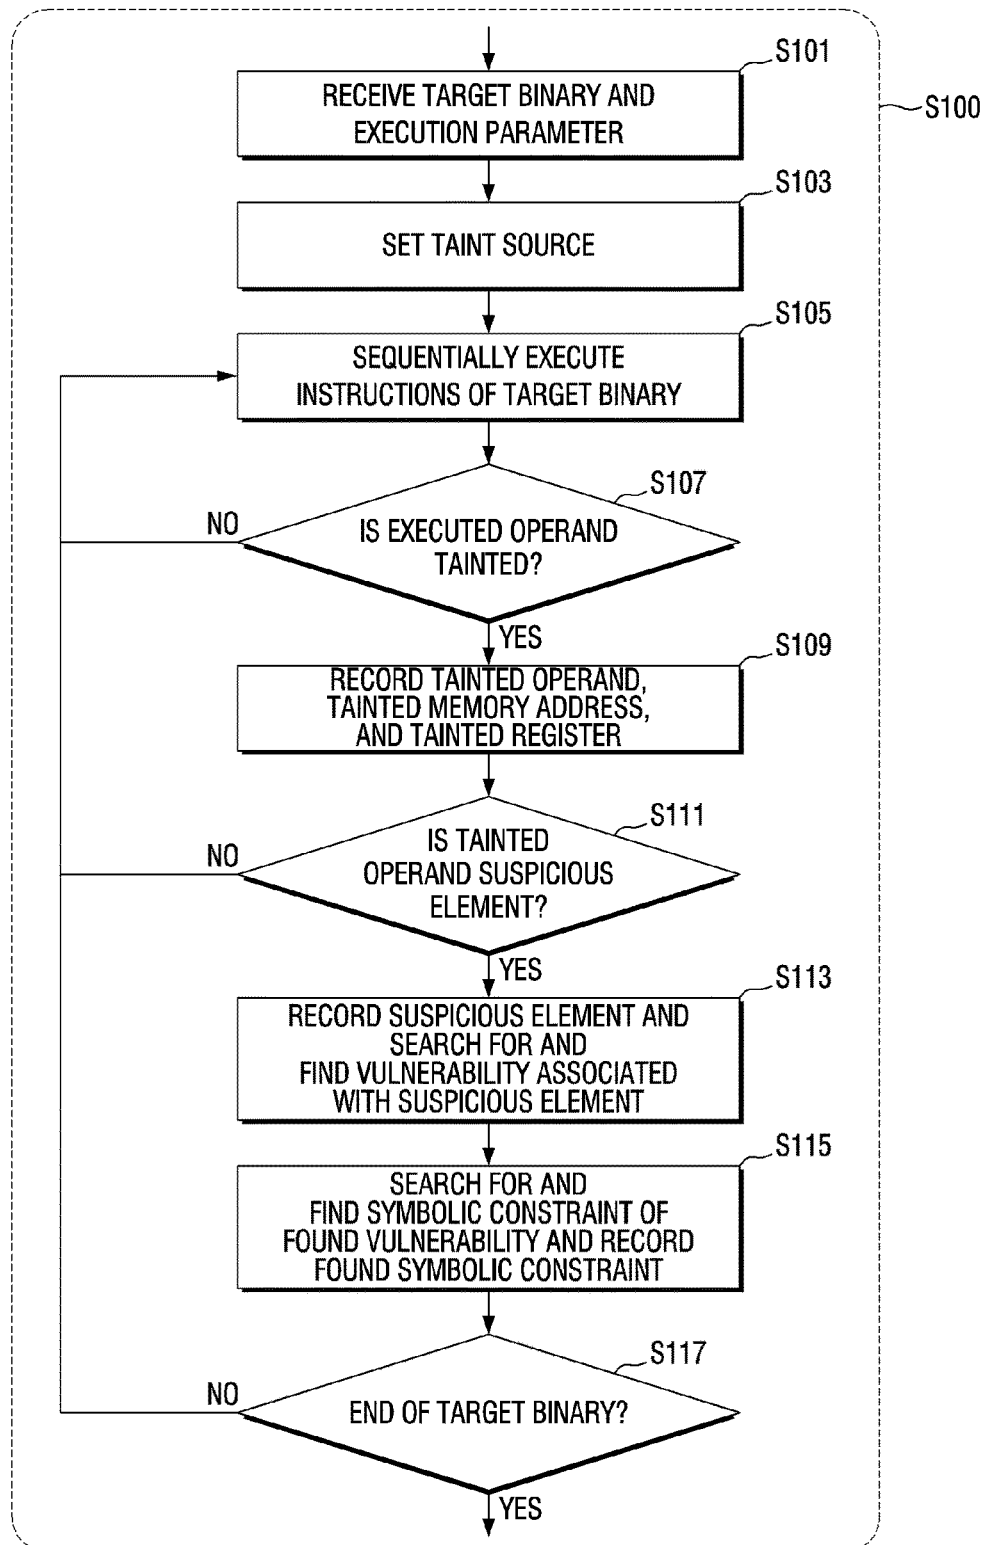 S101
RECEIVE TARGET BINARY AND
EXECUTION PARAMETER
S100
S103
SET TAINT SOURCE
S105
SEQUENTIALLY EXECUTE
INSTRUCTIONS OF TARGET BINARY
S107
NO
IS EXECUTED OPERAND
TAINTED?
YES
S109
RECORD TAINTED OPERAND,
TAINTED MEMORY ADDRESS,
AND TAINTED REGISTER
S111
NO
IS TAINTED
OPERAND SUSPICIOUS
ELEMENT?
YES
S113
RECORD SUSPICIOUS ELEMENT AND
SEARCH FOR AND
FIND VULNERABILITY ASSOCIATED
WITH SUSPICIOUS ELEMENT
S115
SEARCH FOR AND
FIND SYMBOLIC CONSTRAINT OF
FOUND VULNERABILITY AND RECORD
FOUND SYMBOLIC CONSTRAINT
S117
NO
END OF TARGET BINARY?
YES